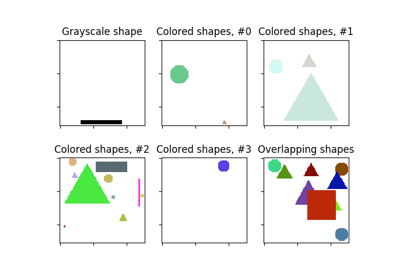 Grayscale shape
Colored shapes, #0
Colored shapes, #1
Colored shapes, #2
Colored shapes, #3
Overlapping shapes